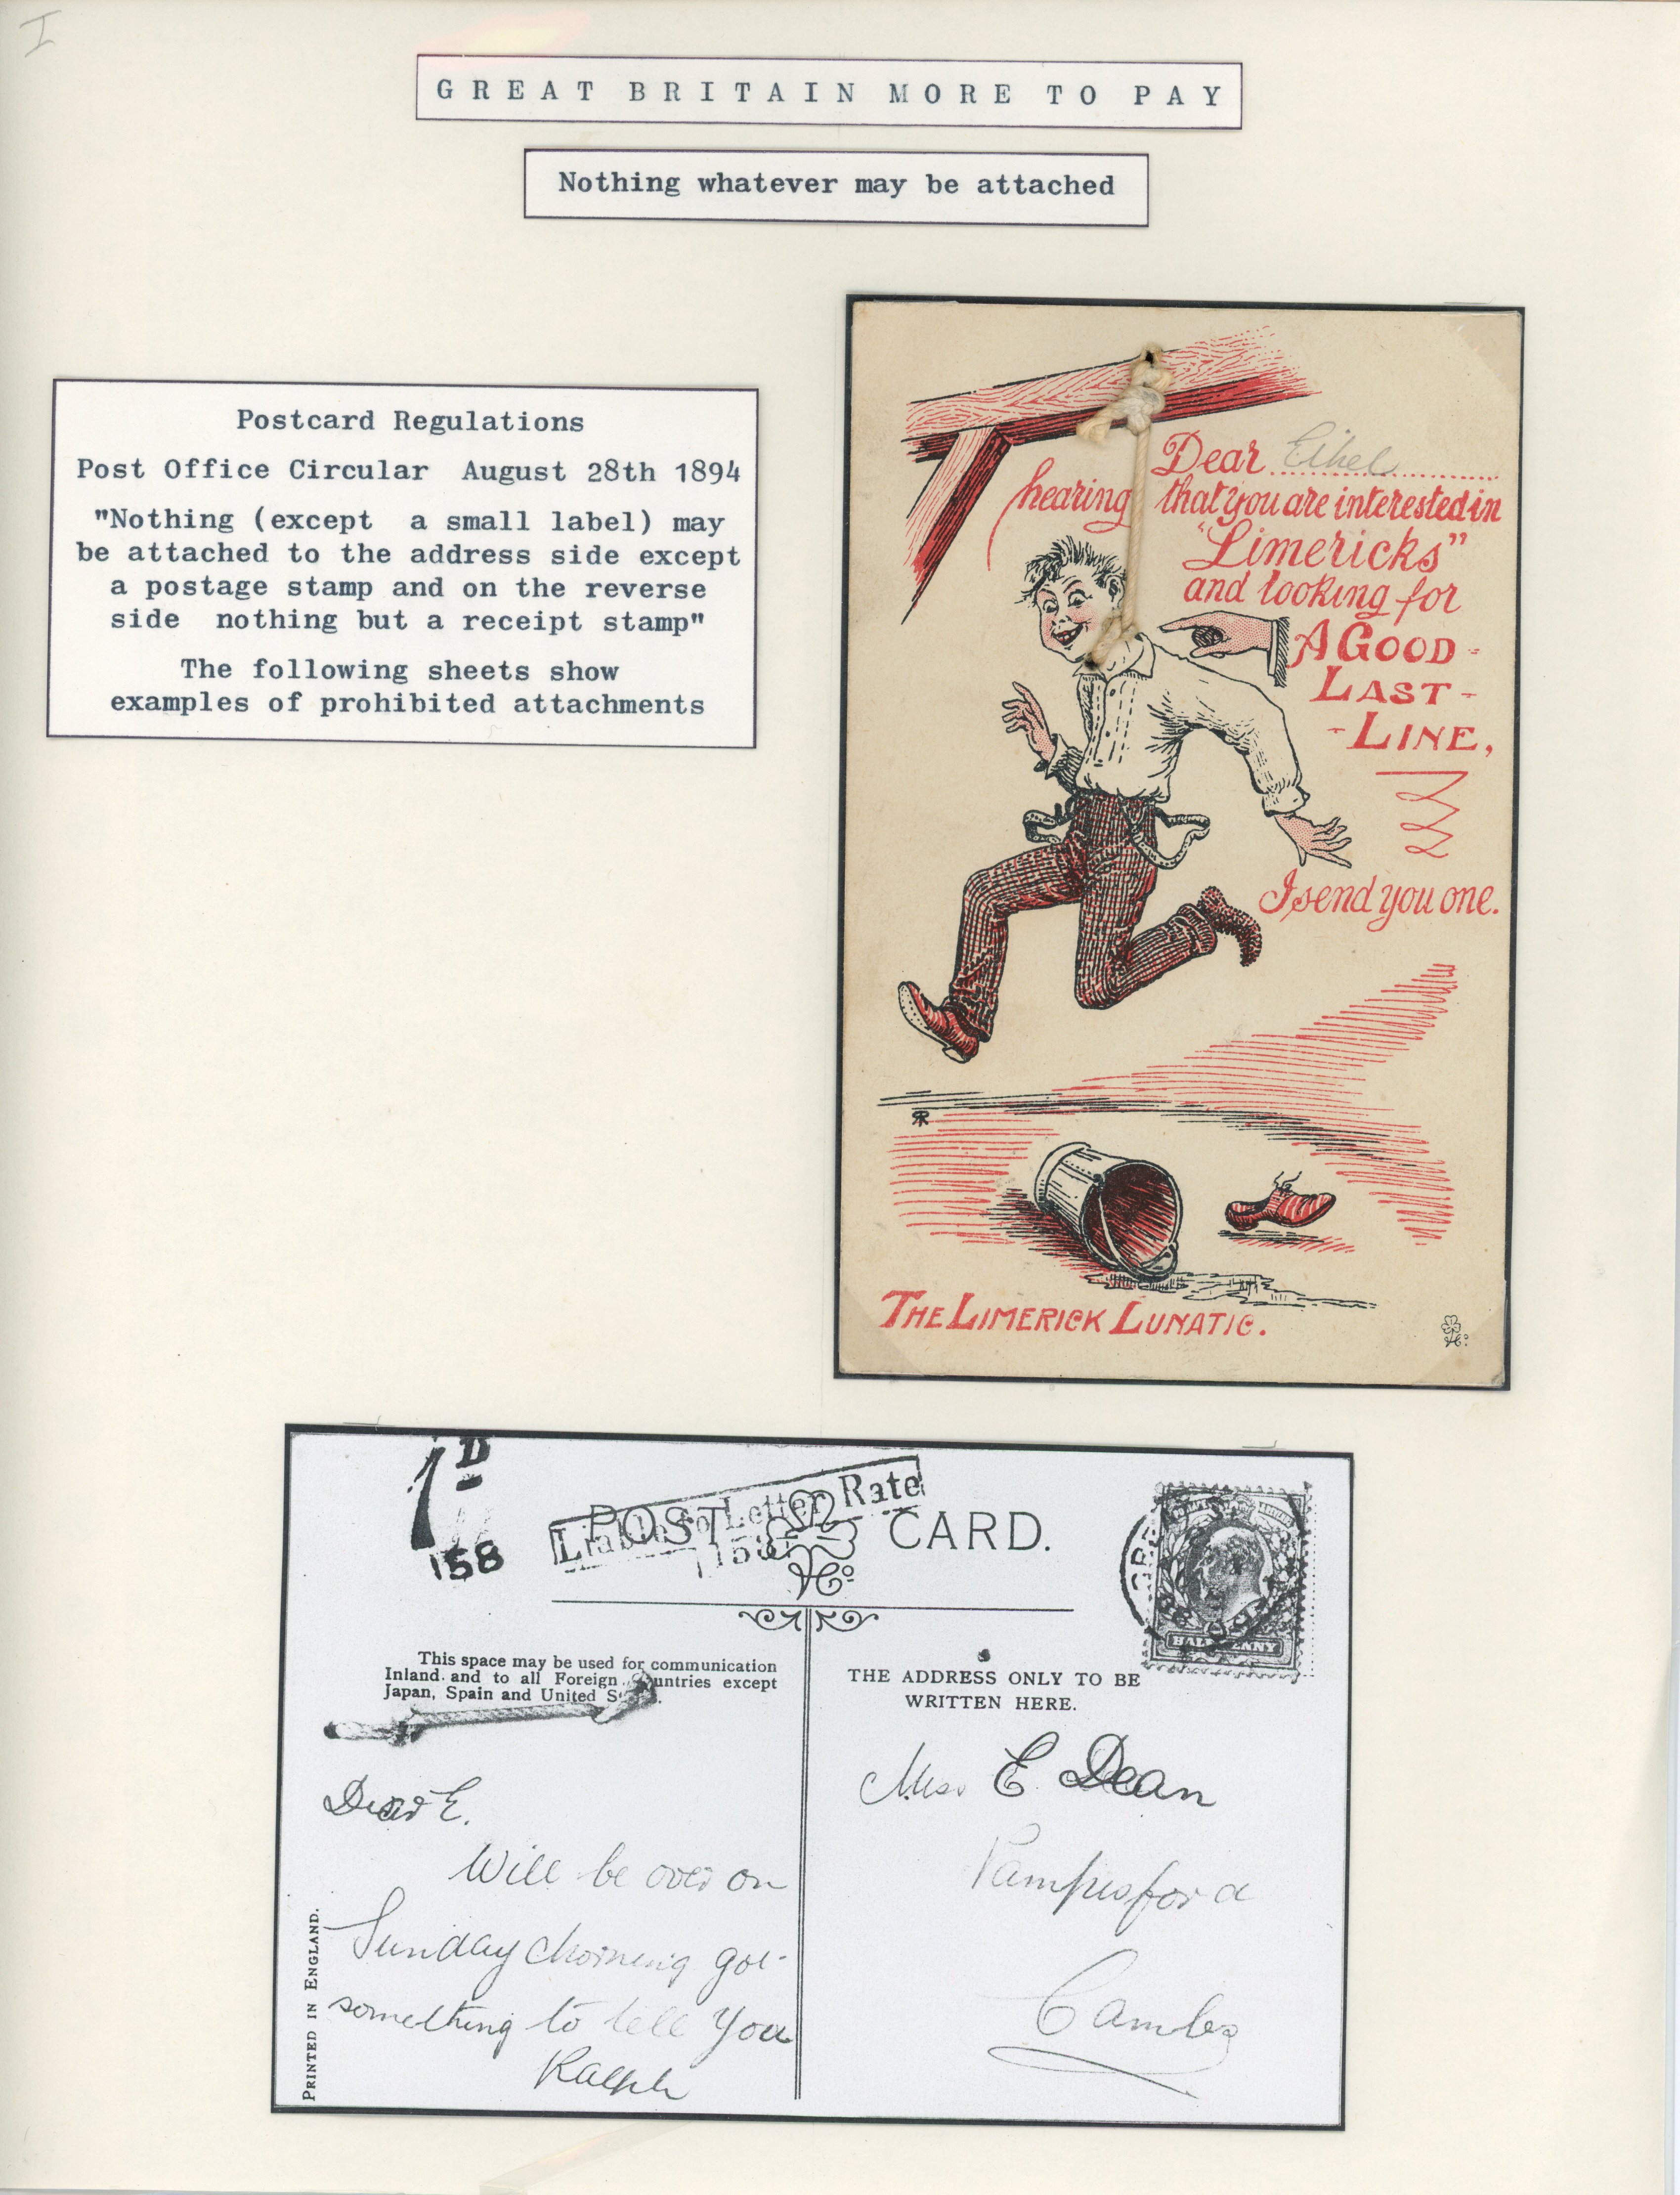 I
GREAT BRITAIN MORE TO PAY
Nothing whatever may be attached
Postcard Regulations
Post Office Circular August 28th 1894
"Nothing (except a small label) may
be attached to the address side except
a postage stamp and on the reverse
side nothing but a receipt stamp"
The following sheets show
examples of prohibited attachments
Dear Ethel
hearing that you are interested in
"Limericks"
and looking for
A GOOD-
LAST-
-LINE,
I send you one.
THE LIMERICK LUNATIC.
1D
158
Liable to Letter Rate
POST CARD.
HALFPENNY
This space may be used for communication
Inland and to all Foreign Countries except
Japan, Spain and United
THE ADDRESS ONLY TO BE
WRITTEN HERE.
Dear E.
Will be over on
Sunday Morning got
something to tell You
Ralph
Miss E. Dean
Pampisford
Cambs
PRINTED IN ENGLAND.